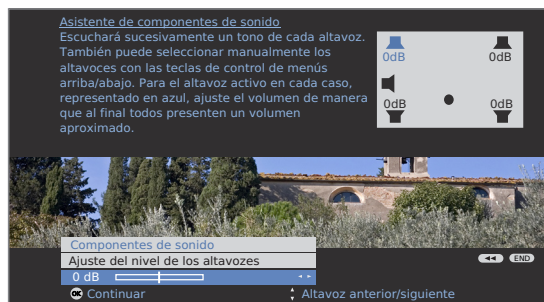 Asistente de componentes de sonido
Escuchará sucesivamente un tono de cada altavoz.
También puede seleccionar manualmente los
altavoces con las teclas de control de menús
arriba/abajo. Para el altavoz activo en cada caso,
representado en azul, ajuste el volumen de manera
que al final todos presenten un volumen
aproximado.
0dB
0dB
0dB
0dB
Componentes de sonido
Ajuste del nivel de los altavozes
0 dB
END
OK Continuar
Altavoz anterior/siguiente